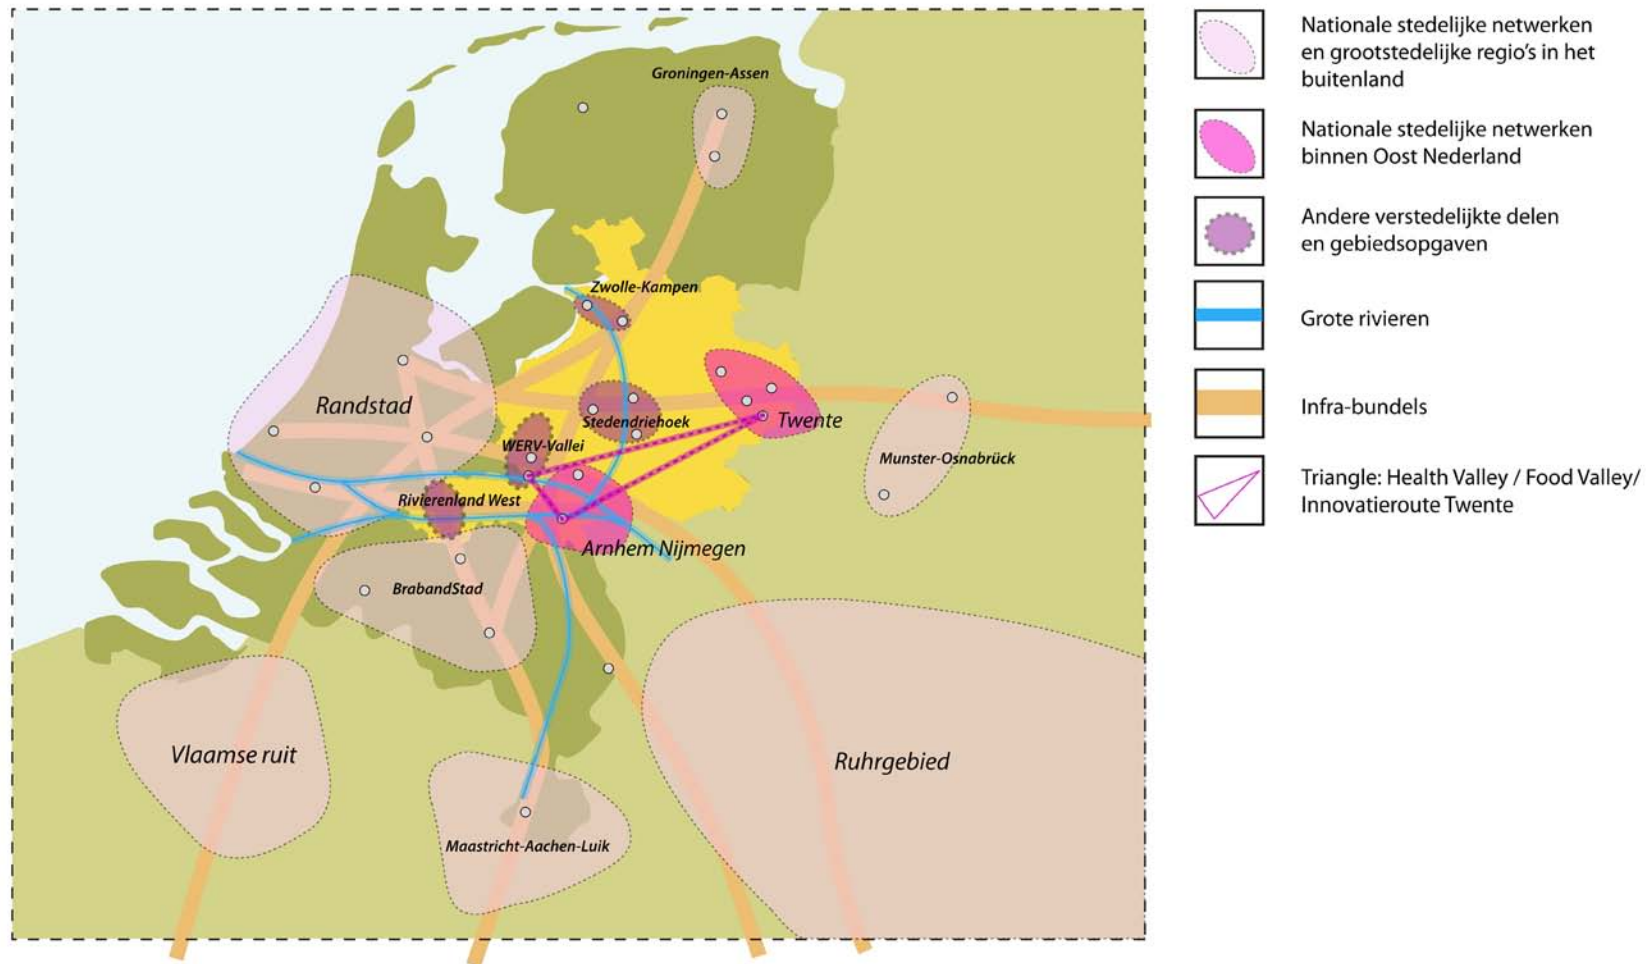 Groningen-Assen
Zwolle-Kampen
Randstad
Stedendriehoek
Twente
WERV-Vallei
Munster-Osnabrück
Rivierenland West
Arnhem Nijmegen
BrabandStad
Vlaamse ruit
Ruhrgebied
Maastricht-Aachen-Luik
Nationale stedelijke netwerken
en grootstedelijke regio's in het
buitenland
Nationale stedelijke netwerken
binnen Oost Nederland
Andere verstedelijkte delen
en gebiedsopgaven
Grote rivieren
Infra-bundels
Triangle: Health Valley / Food Valley/
Innovatieroute Twente